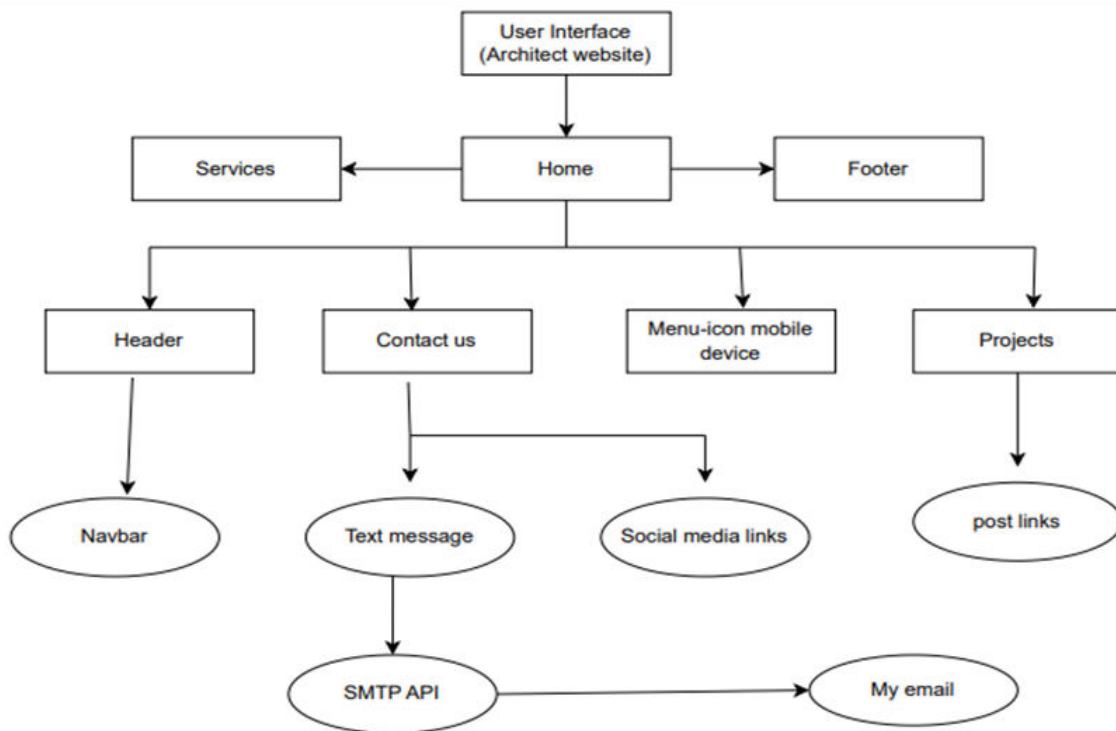 User Interface
(Architect website)
Services
Home
Footer
Header
Contact us
Menu-icon mobile
device
Projects
Navbar
Text message
Social media links
post links
SMTP API
My email